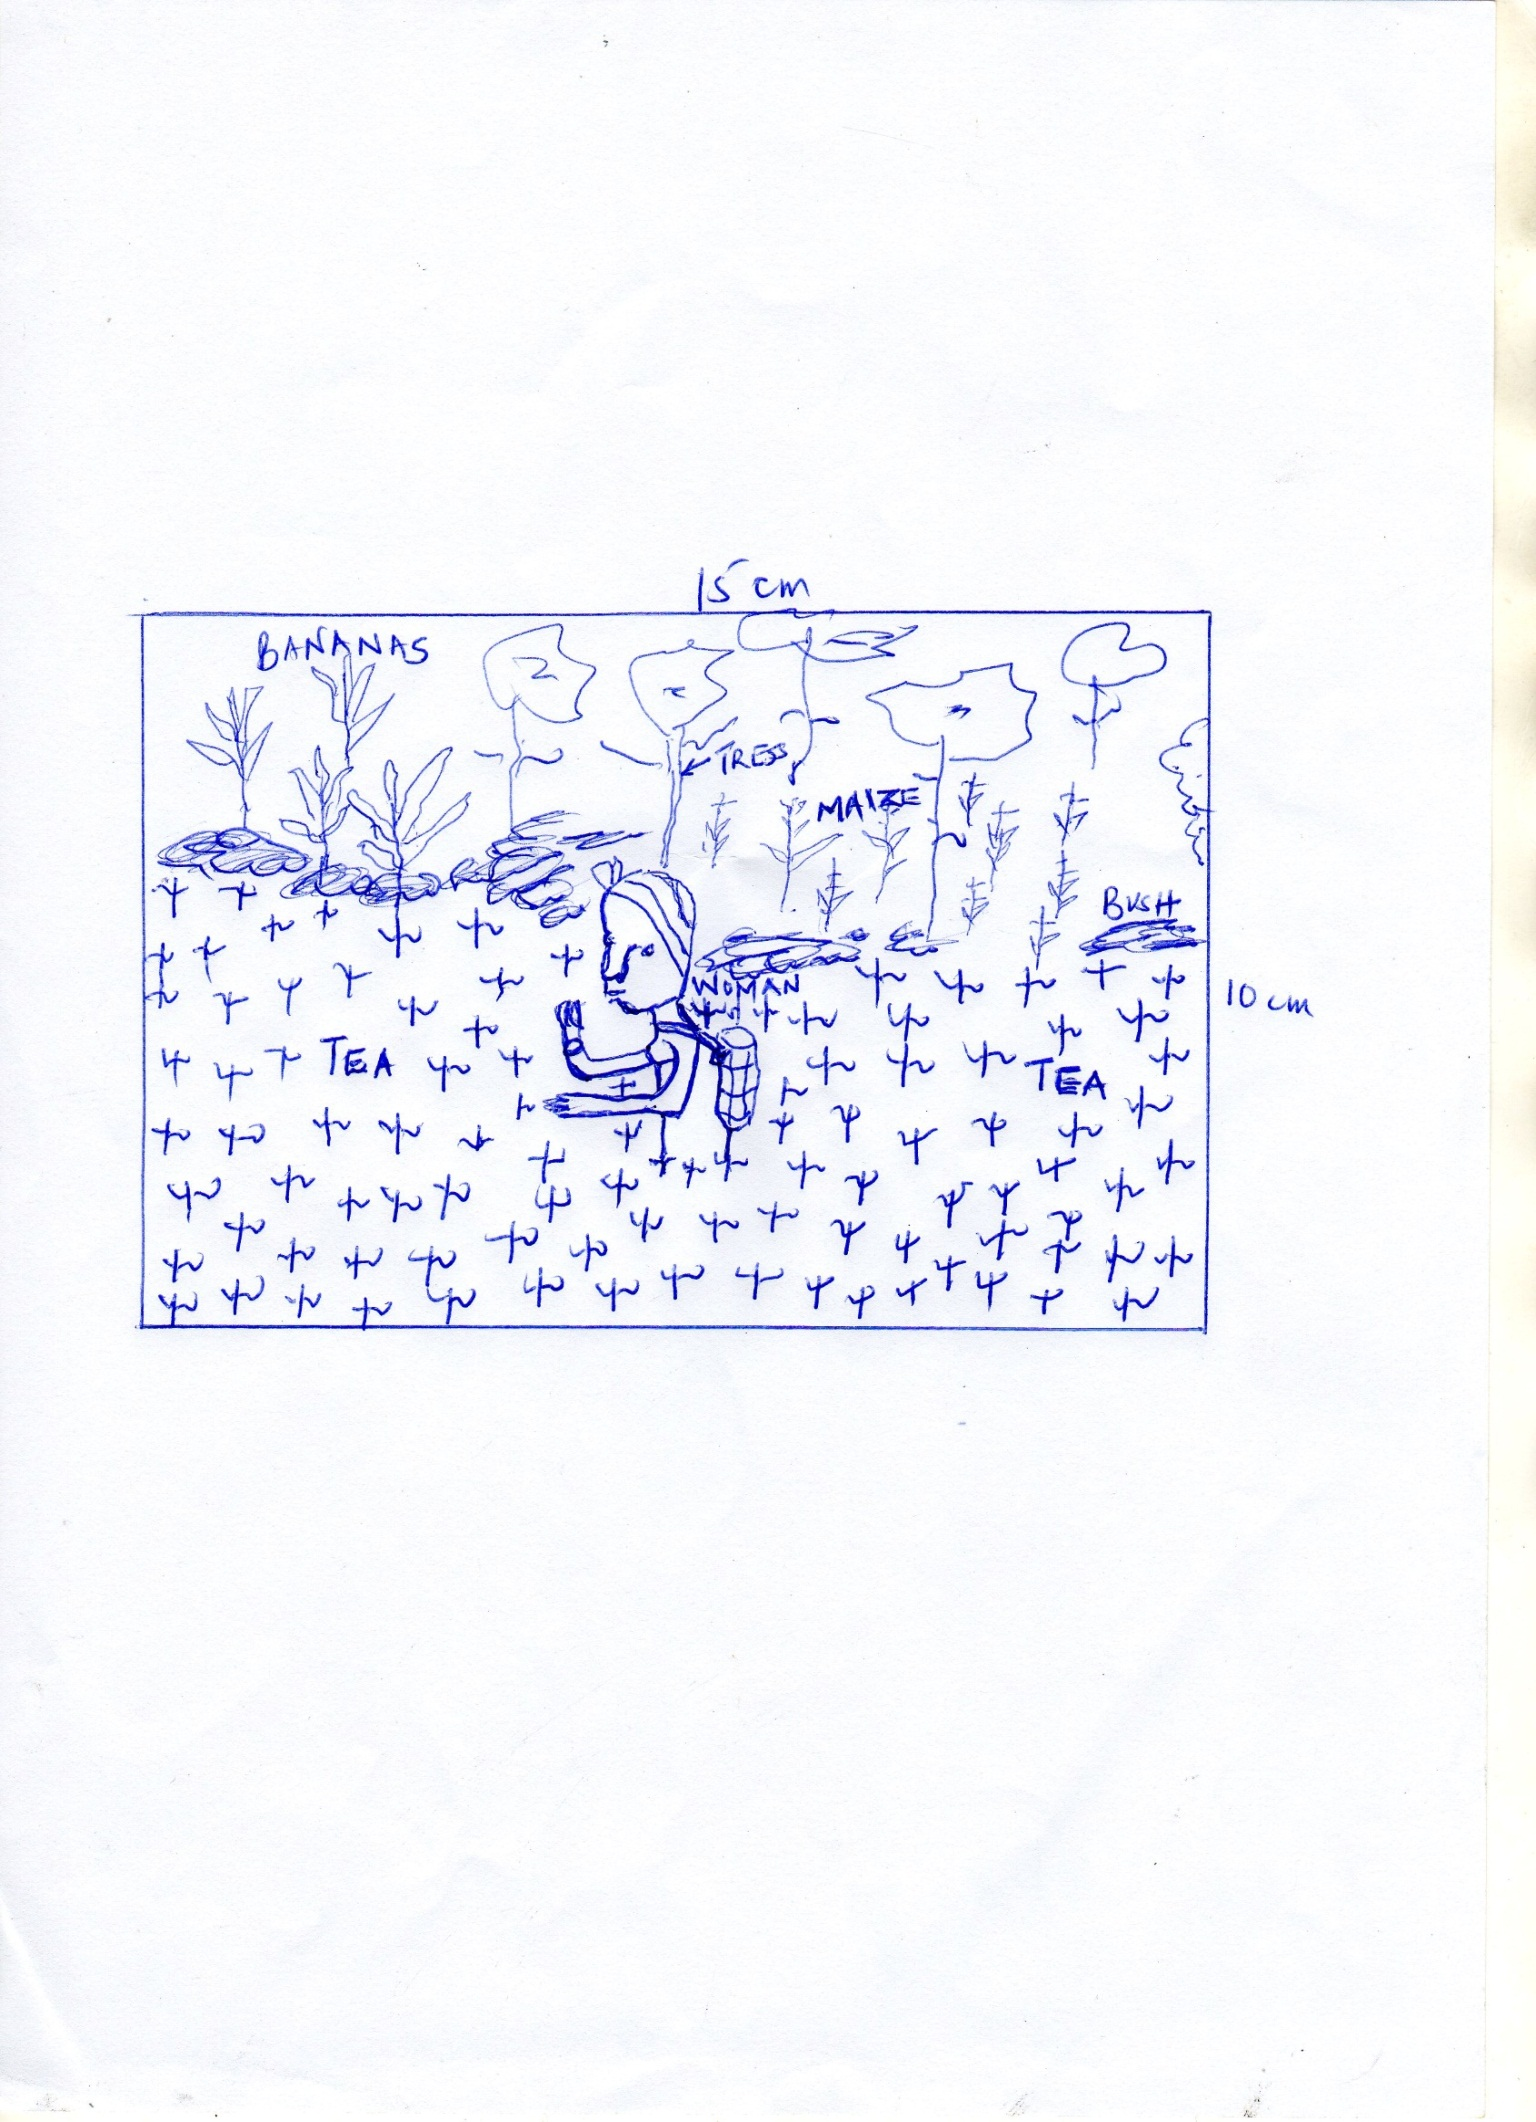 15 cm
BANANAS
TRESS
MAIZE
BUSH
WOMAN
10 cm
TEA
TEA